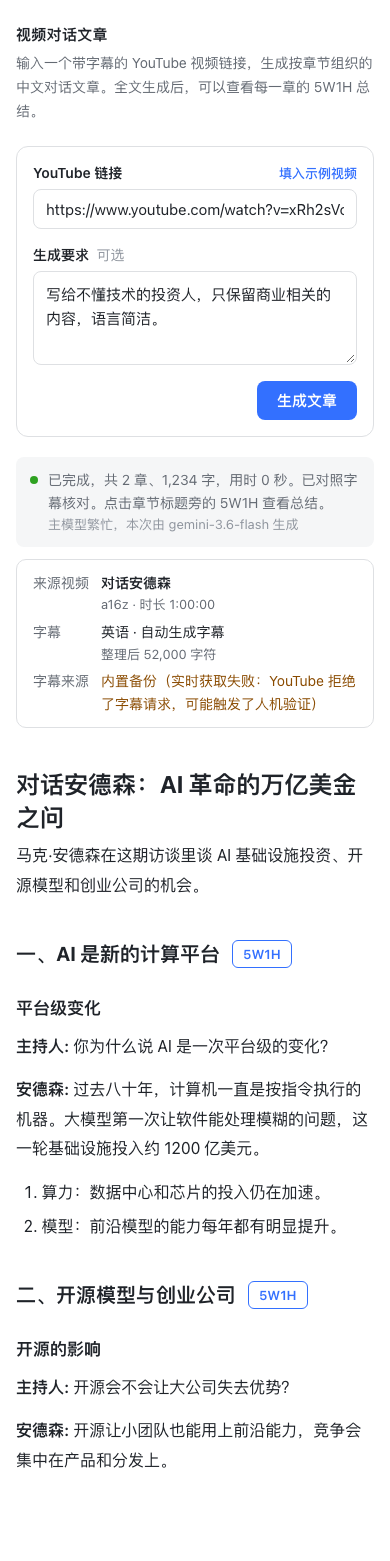 视频对话文章
输入一个带字幕的 YouTube 视频链接，生成按章节组织的
中文对话文章。全文生成后，可以查看每一章的 5W1H 总
结。
YouTube 链接
填入示例视频
https://www.youtube.com/watch?v=xRh2sVc
生成要求 可选
写给不懂技术的投资人，只保留商业相关的
内容，语言简洁。
生成文章
已完成，共 2 章、1,234 字，用时 0 秒。已对照字
幕核对。点击章节标题旁的 5W1H 查看总结。
主模型繁忙，本次由 gemini-3.6-flash 生成
来源视频 对话安德森
a16z · 时长 1:00:00
字幕 英语 · 自动生成字幕
整理后 52,000 字符
字幕来源 内置备份（实时获取失败：YouTube 拒绝
了字幕请求，可能触发了人机验证）
对话安德森：AI 革命的万亿美金
之问
马克·安德森在这期访谈里谈 AI 基础设施投资、开
源模型和创业公司的机会。
一、AI 是新的计算平台 5W1H
平台级变化
主持人: 你为什么说 AI 是一次平台级的变化?
安德森: 过去八十年，计算机一直是按指令执行的
机器。大模型第一次让软件能处理模糊的问题，这
一轮基础设施投入约 1200 亿美元。
1. 算力：数据中心和芯片的投入仍在加速。
2. 模型：前沿模型的能力每年都有明显提升。
二、开源模型与创业公司 5W1H
开源的影响
主持人: 开源会不会让大公司失去优势?
安德森: 开源让小团队也能用上前沿能力，竞争会
集中在产品和分发上。